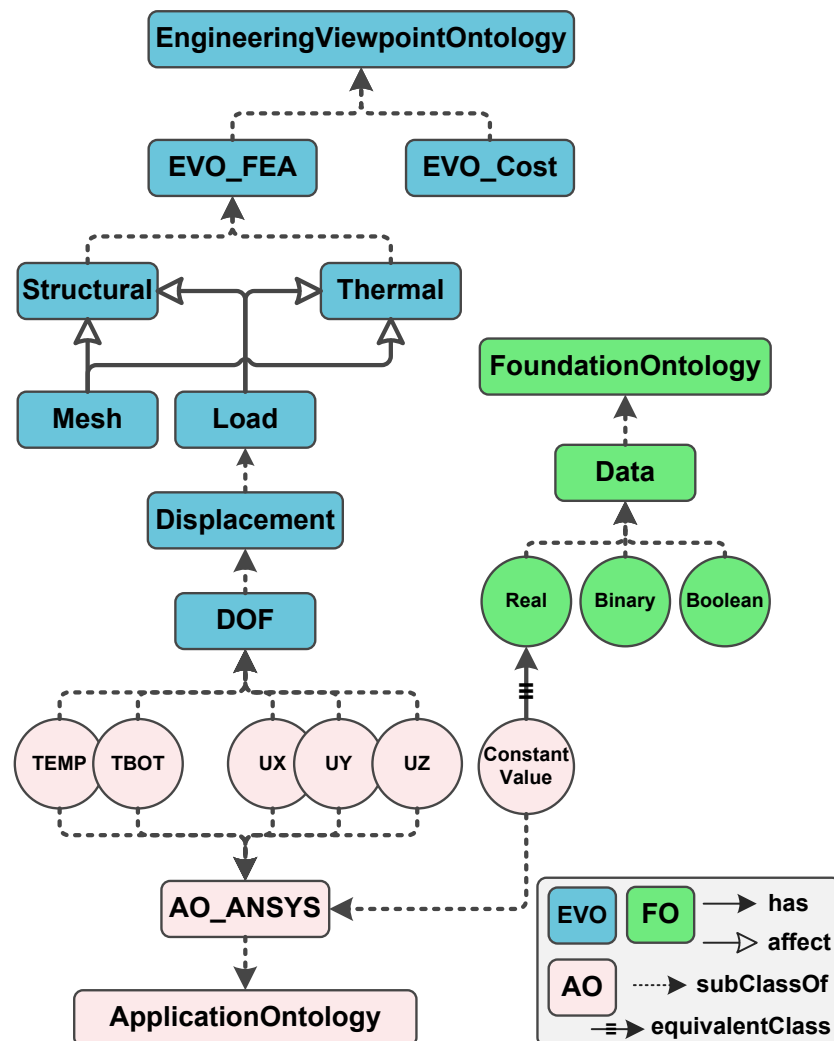 EngineeringViewpointOntology
EVO_FEA
EVO_Cost
Structural
Thermal
Mesh
Load
FoundationOntology
Data
Displacement
Real
Binary
Boolean
DOF
TEMP
TBOT
UX
UY
UZ
Constant
Value
AO_ANSYS
ApplicationOntology
EVO
FO
has
affect
AO
subClassOf
equivalentClass